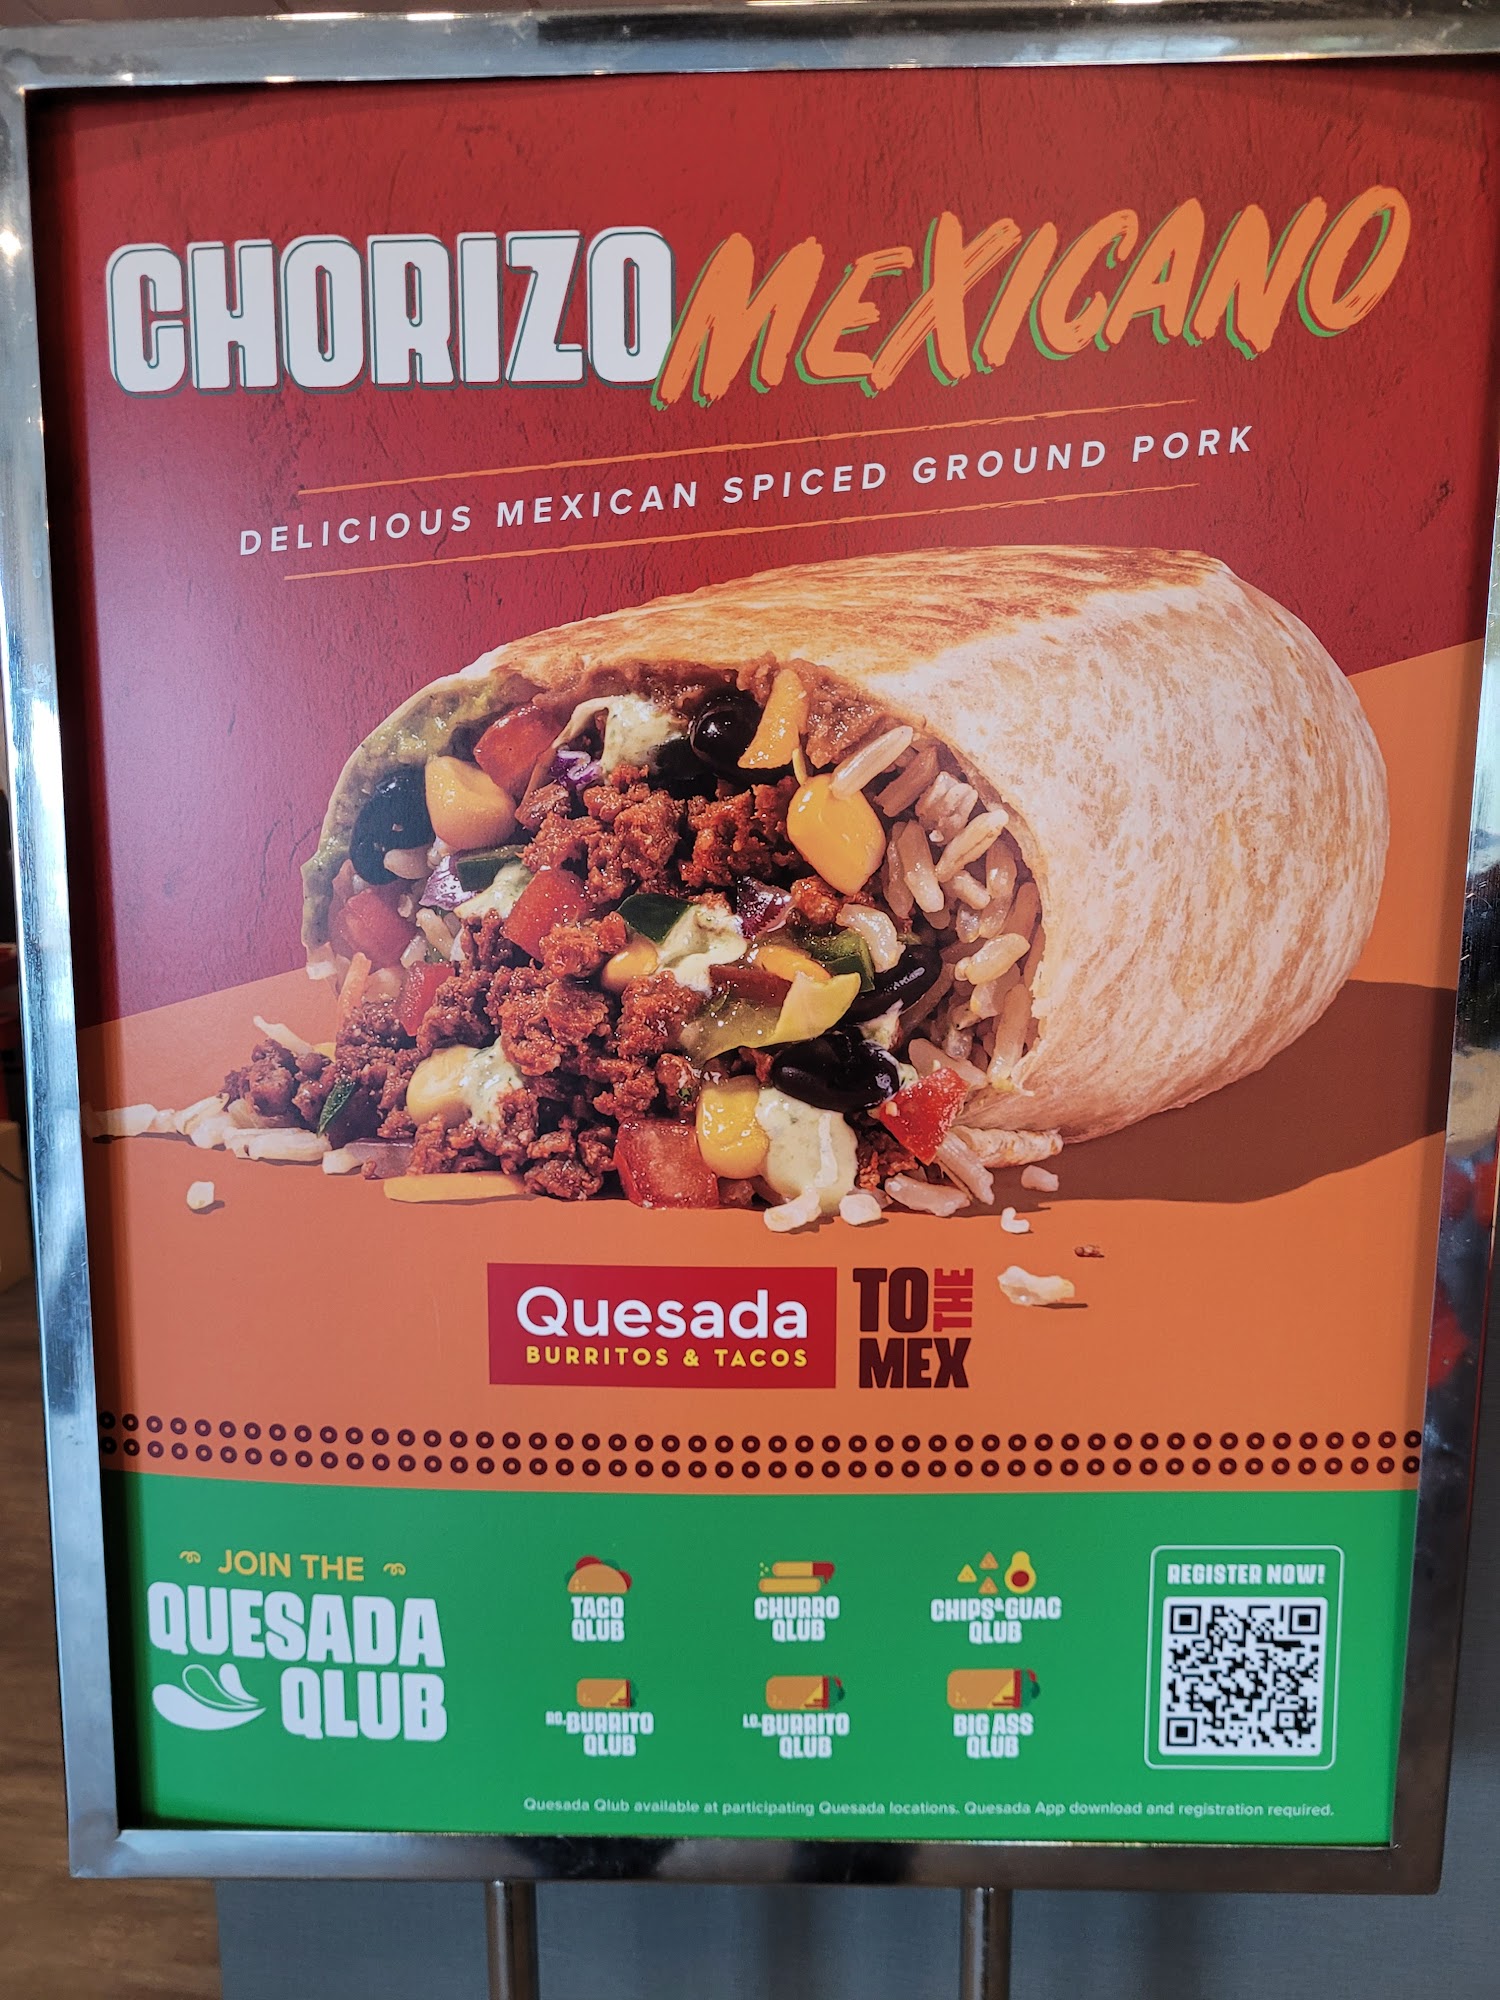 CHORIZO MEXICANO
DELICIOUS MEXICAN SPICED GROUND PORK
Quesada
BURRITOS & TACOS
TO THE
MEX
JOIN THE
QUESADA
QLUB
TACO
QLUB
CHURRO
QLUB
CHIPS & GUAC
QLUB
RG. BURRITO
QLUB
LG. BURRITO
QLUB
BIG ASS
QLUB
REGISTER NOW!
Quesada Qlub available at participating Quesada locations. Quesada App download and registration required.